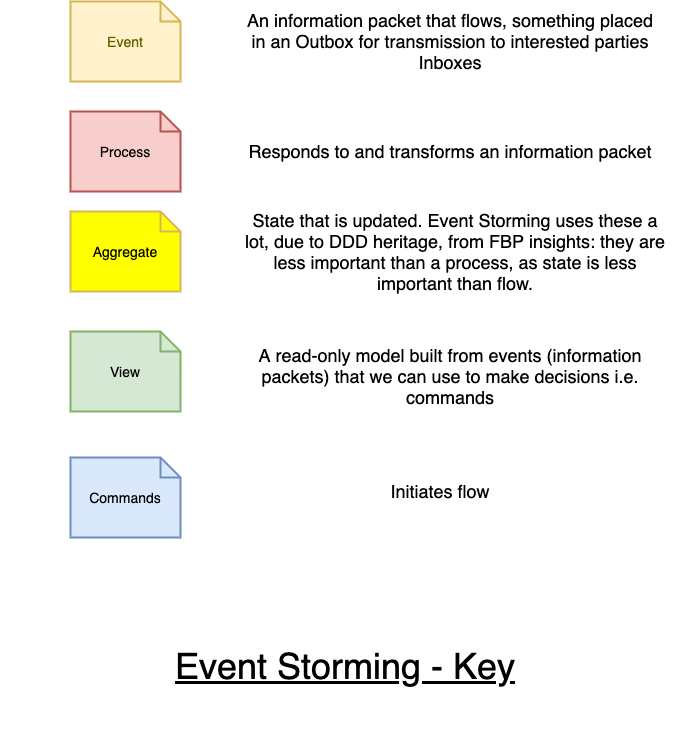 Event
An information packet that flows, something placed
in an Outbox for transmission to interested parties
Inboxes
Process
Responds to and transforms an information packet
Aggregate
State that is updated. Event Storming uses these a
lot, due to DDD heritage, from FBP insights: they are
less important than a process, as state is less
important than flow.
View
A read-only model built from events (information
packets) that we can use to make decisions i.e.
commands
Commands
Initiates flow
Event Storming - Key